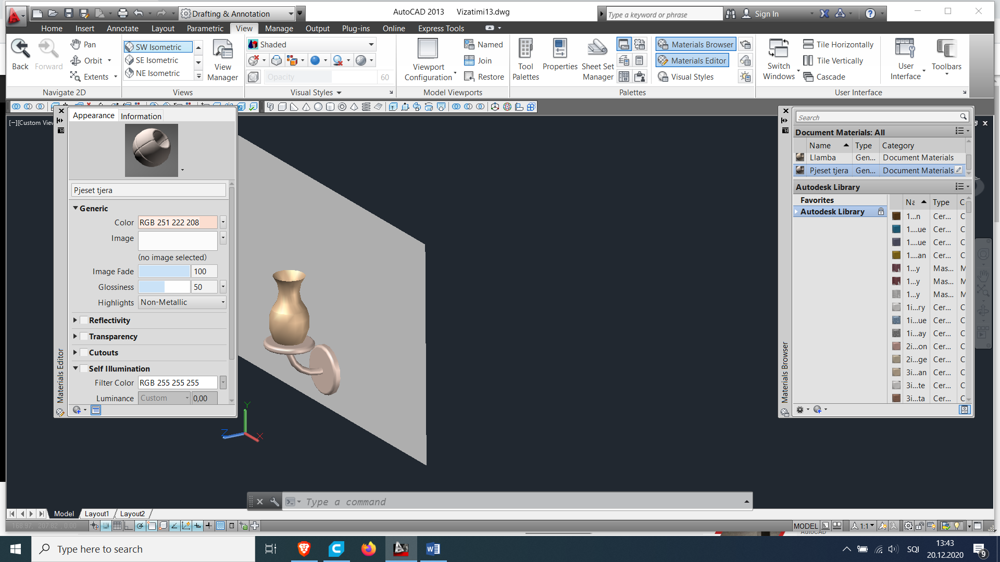 Drafting & Annotation
AutoCAD 2013 Vizatimi13.dwg
Type a keyword or phrase
Sign In
Home Insert Annotate Layout Parametric View Manage Output Plug-ins Online Express Tools
Back
Forward
Pan
Orbit
Extents
Navigate 2D
SW Isometric
SE Isometric
NE Isometric
View
Manager
Views
Shaded
Opacity
60
Visual Styles
Viewport
Configuration
Named
Join
Restore
Model Viewports
Tool
Palettes
Properties
Sheet Set
Manager
Materials Browser
Materials Editor
Visual Styles
Palettes
Switch
Windows
Tile Horizontally
Tile Vertically
Cascade
User
Interface
Toolbars
User Interface
[−][Custom View
Appearance Information
Pjeset tjera
Generic
Color RGB 251 222 208
Image
(no image selected)
Image Fade 100
Glossiness 50
Highlights Non-Metallic
Reflectivity
Transparency
Cutouts
Self Illumination
Filter Color RGB 255 255 255
Luminance Custom 0,00
Materials Editor
Y
Z
X
Search
Document Materials: All
Name Type Category
Llamba Gen... Document Materials
Pjeset tjera Gen... Document Materials
Autodesk Library
Favorites
Autodesk Library
Na Type C
1...n Cer... C
1....ue Cer... C
1....ue Cer... C
1....an Cer... C
1...y Mas... M
1...y Mas... M
1...y Mas... M
1i...ry Cer... C
1i...ue Cer... C
1i...ay Cer... C
2i...on Cer... C
2i...ge Cer... C
3i...an Cer... C
3i...te Cer... C
3i...ta Cer... C
Materials Browser
Type a command
Model Layout1 Layout2
168.97, 207.82, 0.00
MODEL
1:1
AutoCAD
Type here to search
SQI
13:43
20.12.2020
9